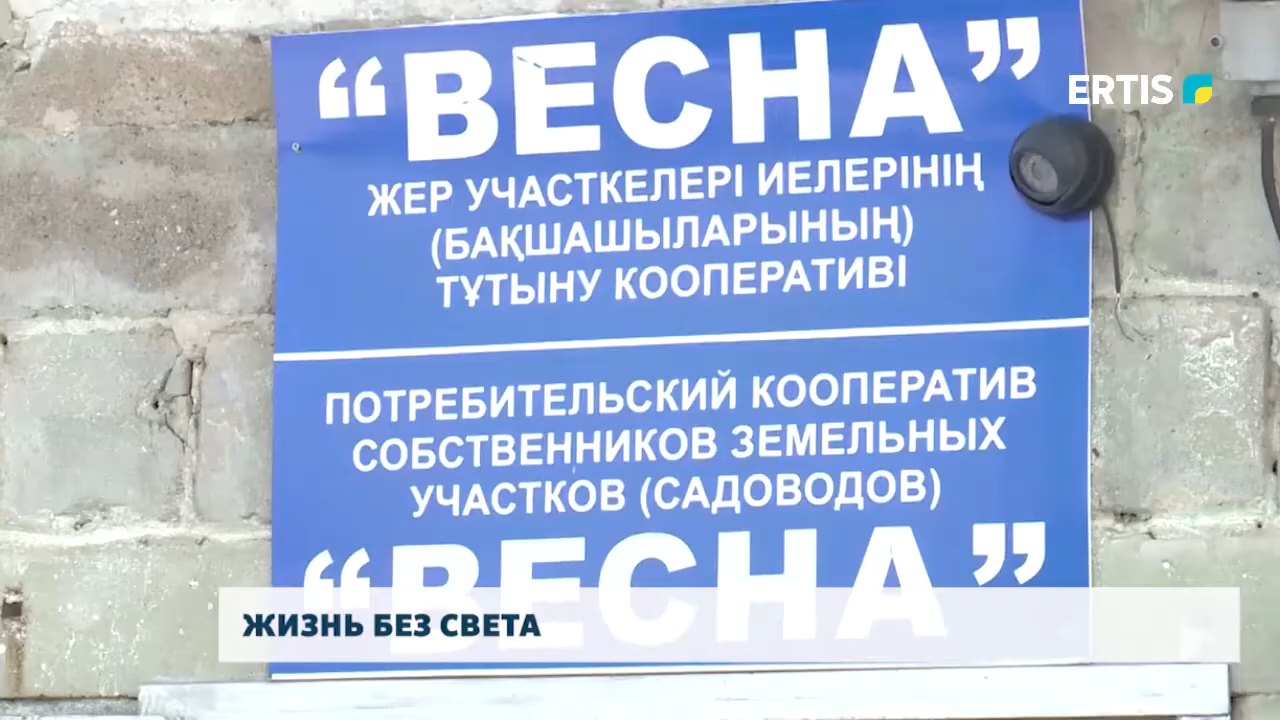 “ВЕСНА”
ERTIS
ЖЕР УЧАСТКЕЛЕРІ ИЕЛЕРІНІҢ
(БАҚШАШЫЛАРЫНЫҢ)
ТҰТЫНУ КООПЕРАТИВІ
ПОТРЕБИТЕЛЬСКИЙ КООПЕРАТИВ
СОБСТВЕННИКОВ ЗЕМЕЛЬНЫХ
УЧАСТКОВ (САДОВОДОВ)
“ВЕСНА”
ЖИЗНЬ БЕЗ СВЕТА